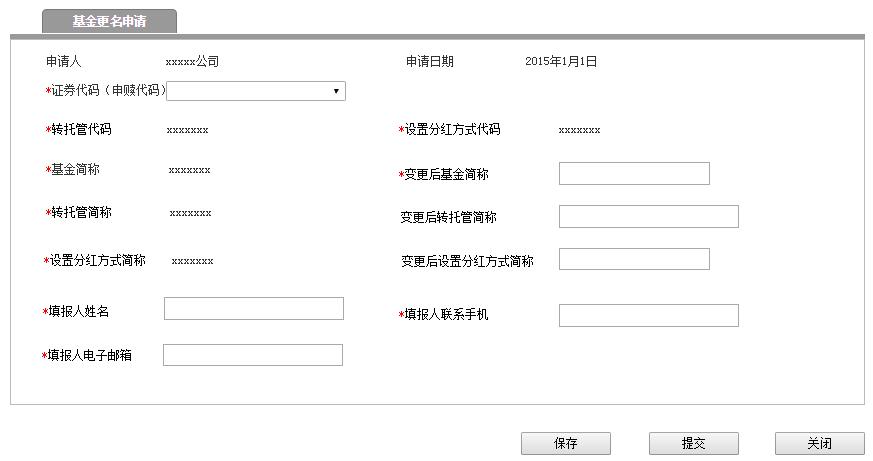 基金更名申请
申请人 xxxxx公司 申请日期 2015年1月1日
*证券代码（申赎代码）
*转托管代码 xxxxxxx *设置分红方式代码 xxxxxxx
*基金简称 xxxxxxx *变更后基金简称
*转托管简称 xxxxxxx 变更后转托管简称
*设置分红方式简称 xxxxxxx 变更后设置分红方式简称
*填报人姓名 *填报人联系手机
*填报人电子邮箱
保存 提交 关闭